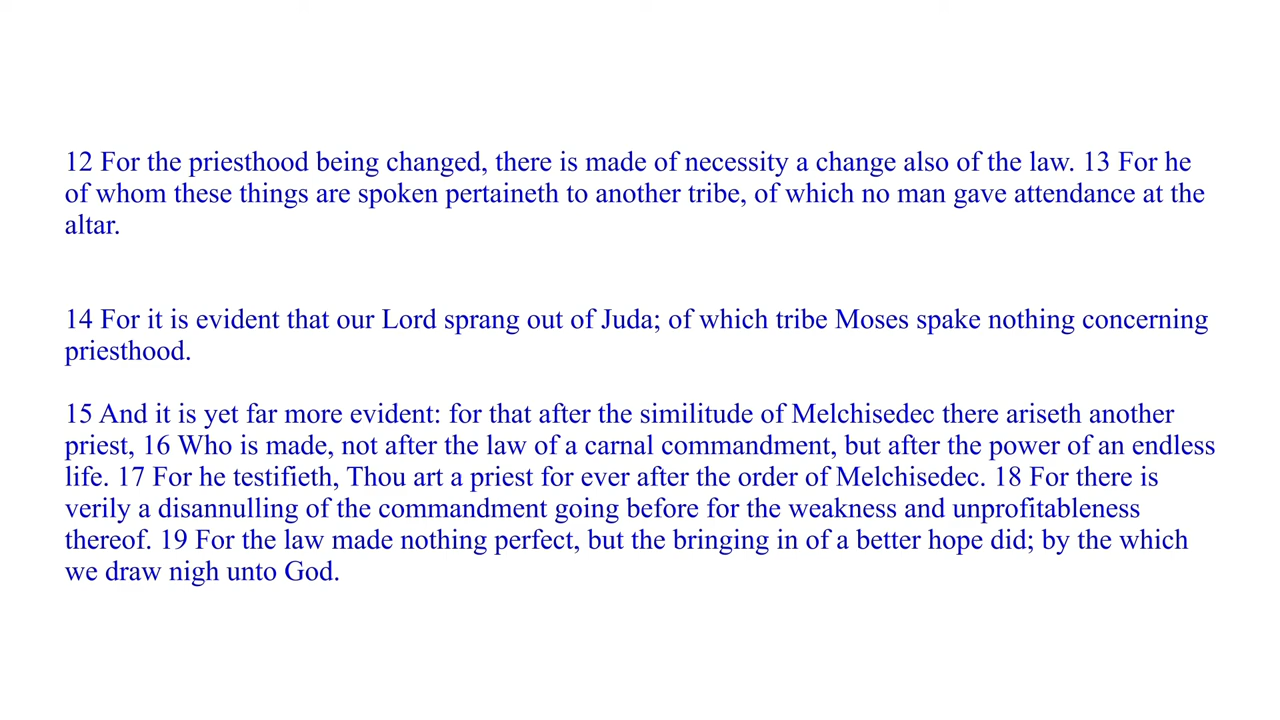 12 For the priesthood being changed, there is made of necessity a change also of the law. 13 For he
of whom these things are spoken pertaineth to another tribe, of which no man gave attendance at the
altar.
14 For it is evident that our Lord sprang out of Juda; of which tribe Moses spake nothing concerning
priesthood.
15 And it is yet far more evident: for that after the similitude of Melchisedec there ariseth another
priest, 16 Who is made, not after the law of a carnal commandment, but after the power of an endless
life. 17 For he testifieth, Thou art a priest for ever after the order of Melchisedec. 18 For there is
verily a disannulling of the commandment going before for the weakness and unprofitableness
thereof. 19 For the law made nothing perfect, but the bringing in of a better hope did; by the which
we draw nigh unto God.